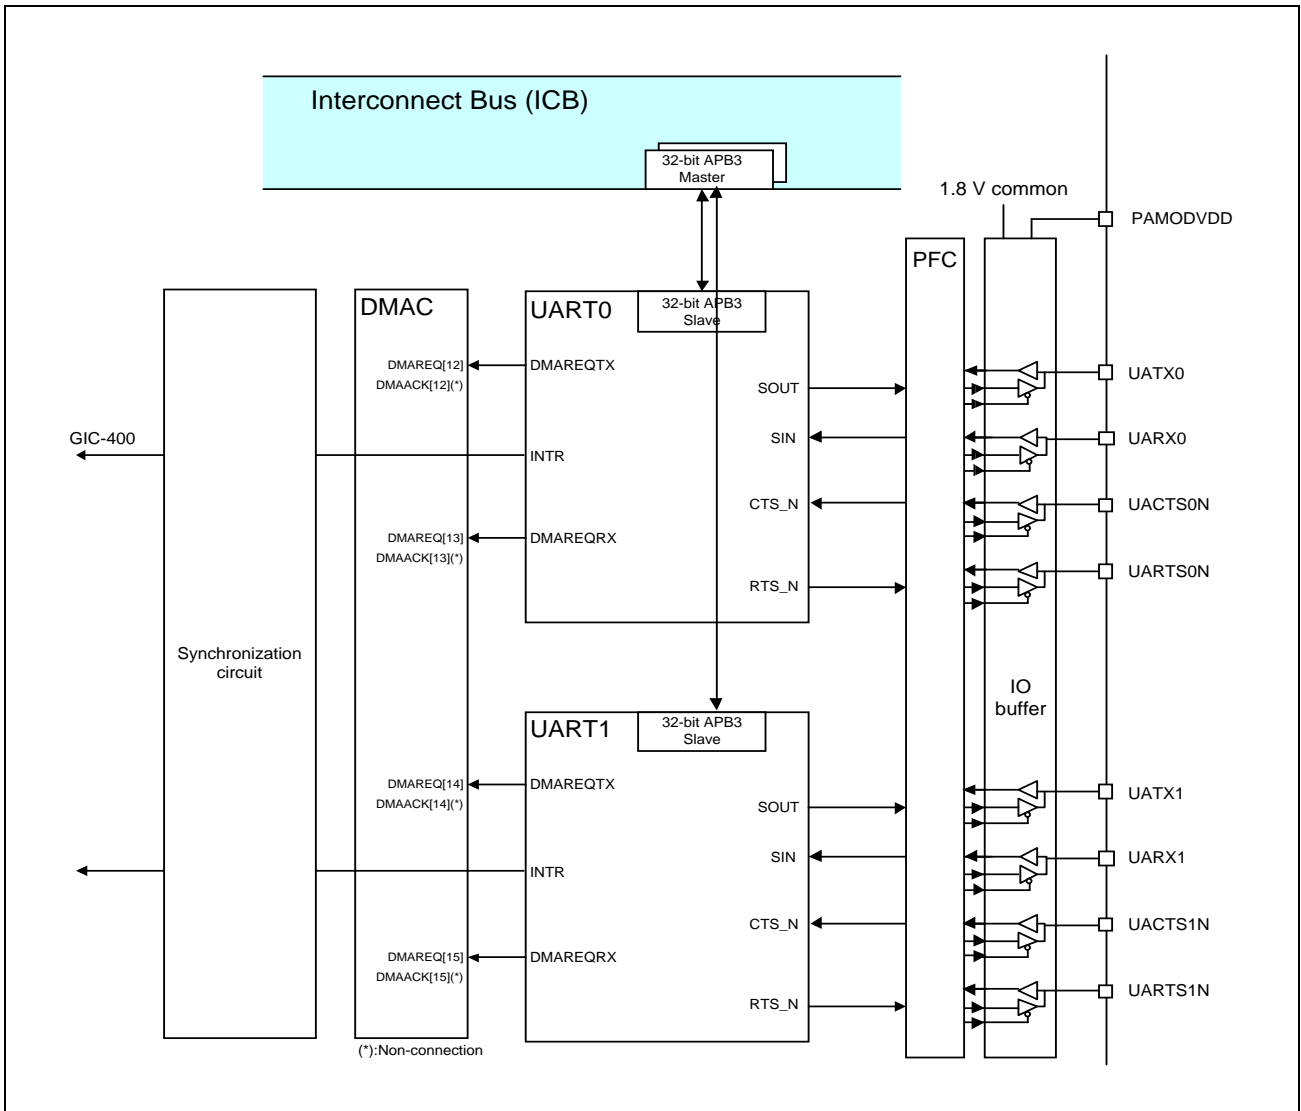 Interconnect Bus (ICB)
32-bit APB3
Master
1.8 V common
PAMODVDD
PFC
DMAC
UART0
32-bit APB3
Slave
DMAREQ[12]
DMAACK[12](*)
DMAREQTX
SOUT
UATX0
GIC-400
SIN
UARX0
INTR
CTS_N
UACTS0N
DMAREQ[13]
DMAACK[13](*)
DMAREQRX
RTS_N
UARTS0N
Synchronization
circuit
IO
buffer
UART1
32-bit APB3
Slave
DMAREQ[14]
DMAACK[14](*)
DMAREQTX
SOUT
UATX1
SIN
UARX1
INTR
CTS_N
UACTS1N
DMAREQ[15]
DMAACK[15](*)
DMAREQRX
RTS_N
UARTS1N
(*):Non-connection